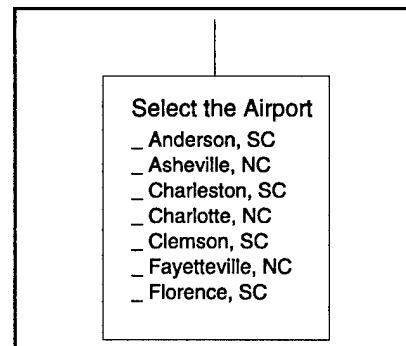 Select the Airport
_ Anderson, SC
_ Asheville, NC
_ Charleston, SC
_ Charlotte, NC
_ Clemson, SC
_ Fayetteville, NC
_ Florence, SC